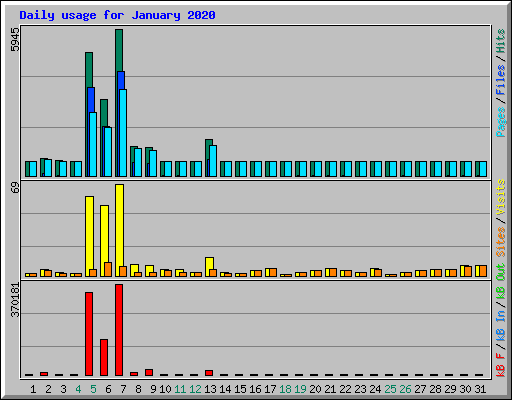 Daily usage for January 2020
5945
Pages / Files / Hits
69
Sites / Visits
370181
kB F / kB In / kB Out
1 2 3 4 5 6 7 8 9 10 11 12 13 14 15 16 17 18 19 20 21 22 23 24 25 26 27 28 29 30 31